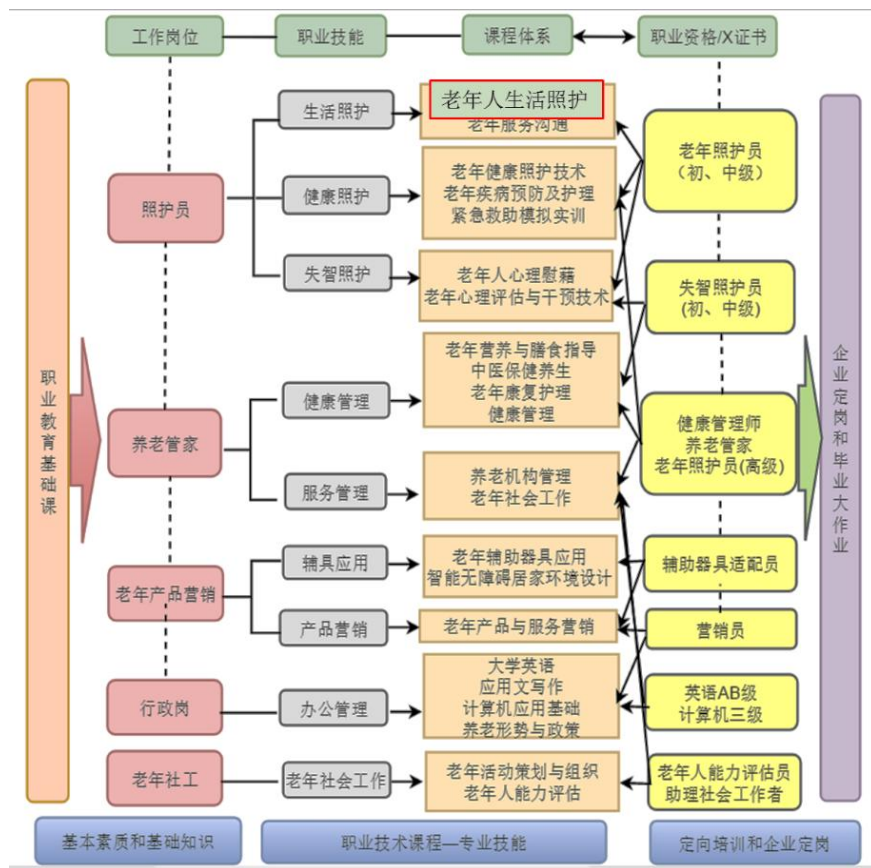 工作岗位
职业技能
课程体系
职业资格/X证书
职业教育基础课
照护员
养老管家
老年产品营销
行政岗
老年社工
生活照护
健康照护
失智照护
健康管理
服务管理
辅具应用
产品营销
办公管理
老年社会工作
老年人生活照护
老年服务沟通
老年健康照护技术
老年疾病预防及护理
紧急救助模拟实训
老年人心理慰藉
老年心理评估与干预技术
老年营养与膳食指导
中医保健养生
老年康复护理
健康管理
养老机构管理
老年社会工作
老年辅助器具应用
智能无障碍居家环境设计
老年产品与服务营销
大学英语
应用文写作
计算机应用基础
养老形势与政策
老年活动策划与组织
老年人能力评估
老年照护员
（初、中级）
失智照护员
(初、中级)
健康管理师
养老管家
老年照护员(高级)
辅助器具适配员
营销员
英语AB级
计算机三级
老年人能力评估员
助理社会工作者
企业定岗和毕业大作业
基本素质和基础知识
职业技术课程—专业技能
定向培训和企业定岗